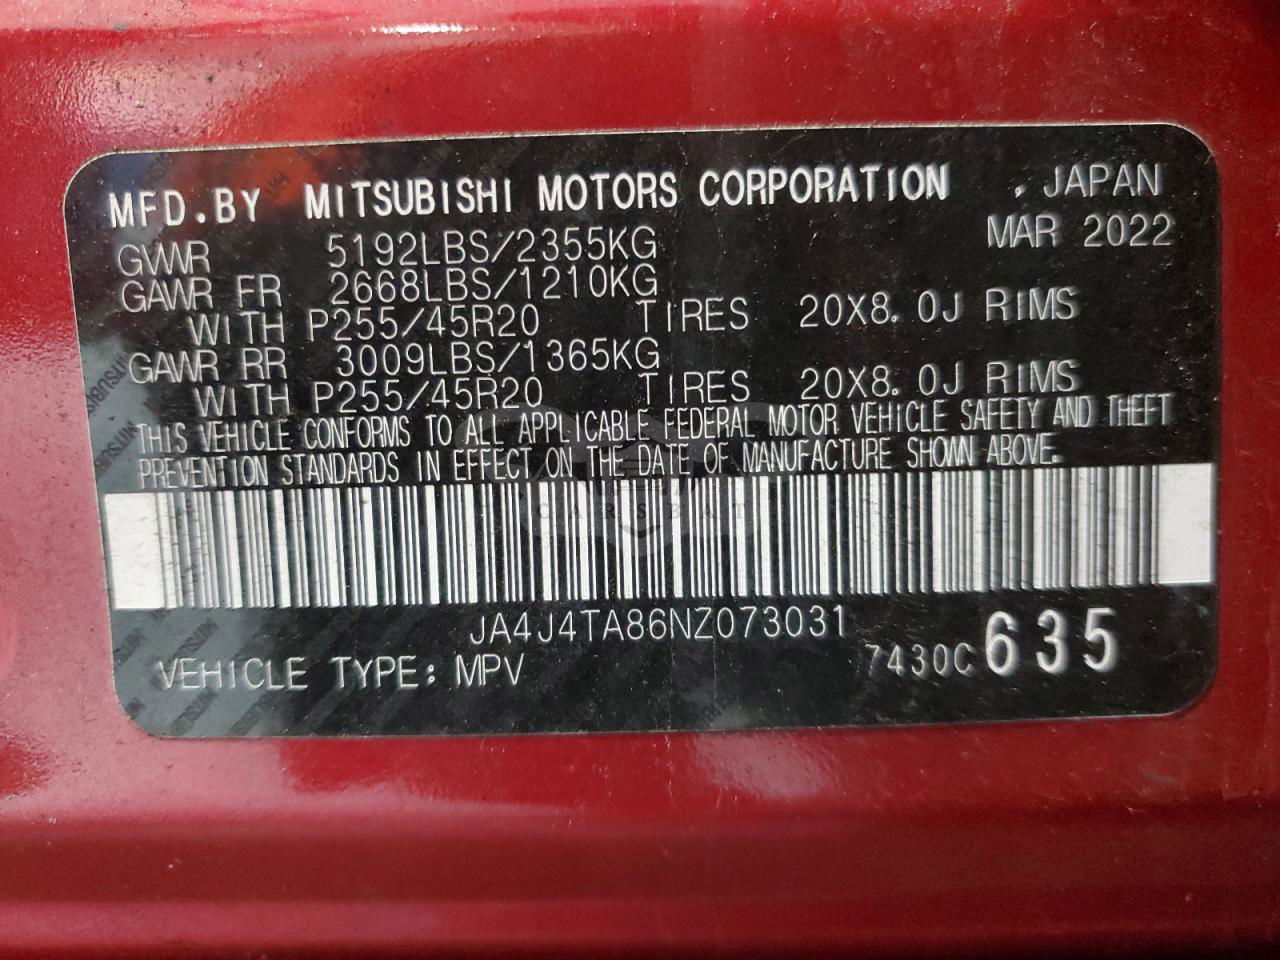 MFD.BY MITSUBISHI MOTORS CORPORATION , JAPAN
MAR 2022
GVWR 5192LBS/2355KG
GAWR FR 2668LBS/1210KG
WITH P255/45R20 TIRES 20X8.0J RIMS
GAWR RR 3009LBS/1365KG
WITH P255/45R20 TIRES 20X8.0J RIMS
THIS VEHICLE CONFORMS TO ALL APPLICABLE FEDERAL MOTOR VEHICLE SAFETY AND THEFT
PREVENTION STANDARDS IN EFFECT ON THE DATE OF MANUFACTURE SHOWN ABOVE.
CARSBAT
JA4J4TA86NZ073031
VEHICLE TYPE: MPV 7430C635